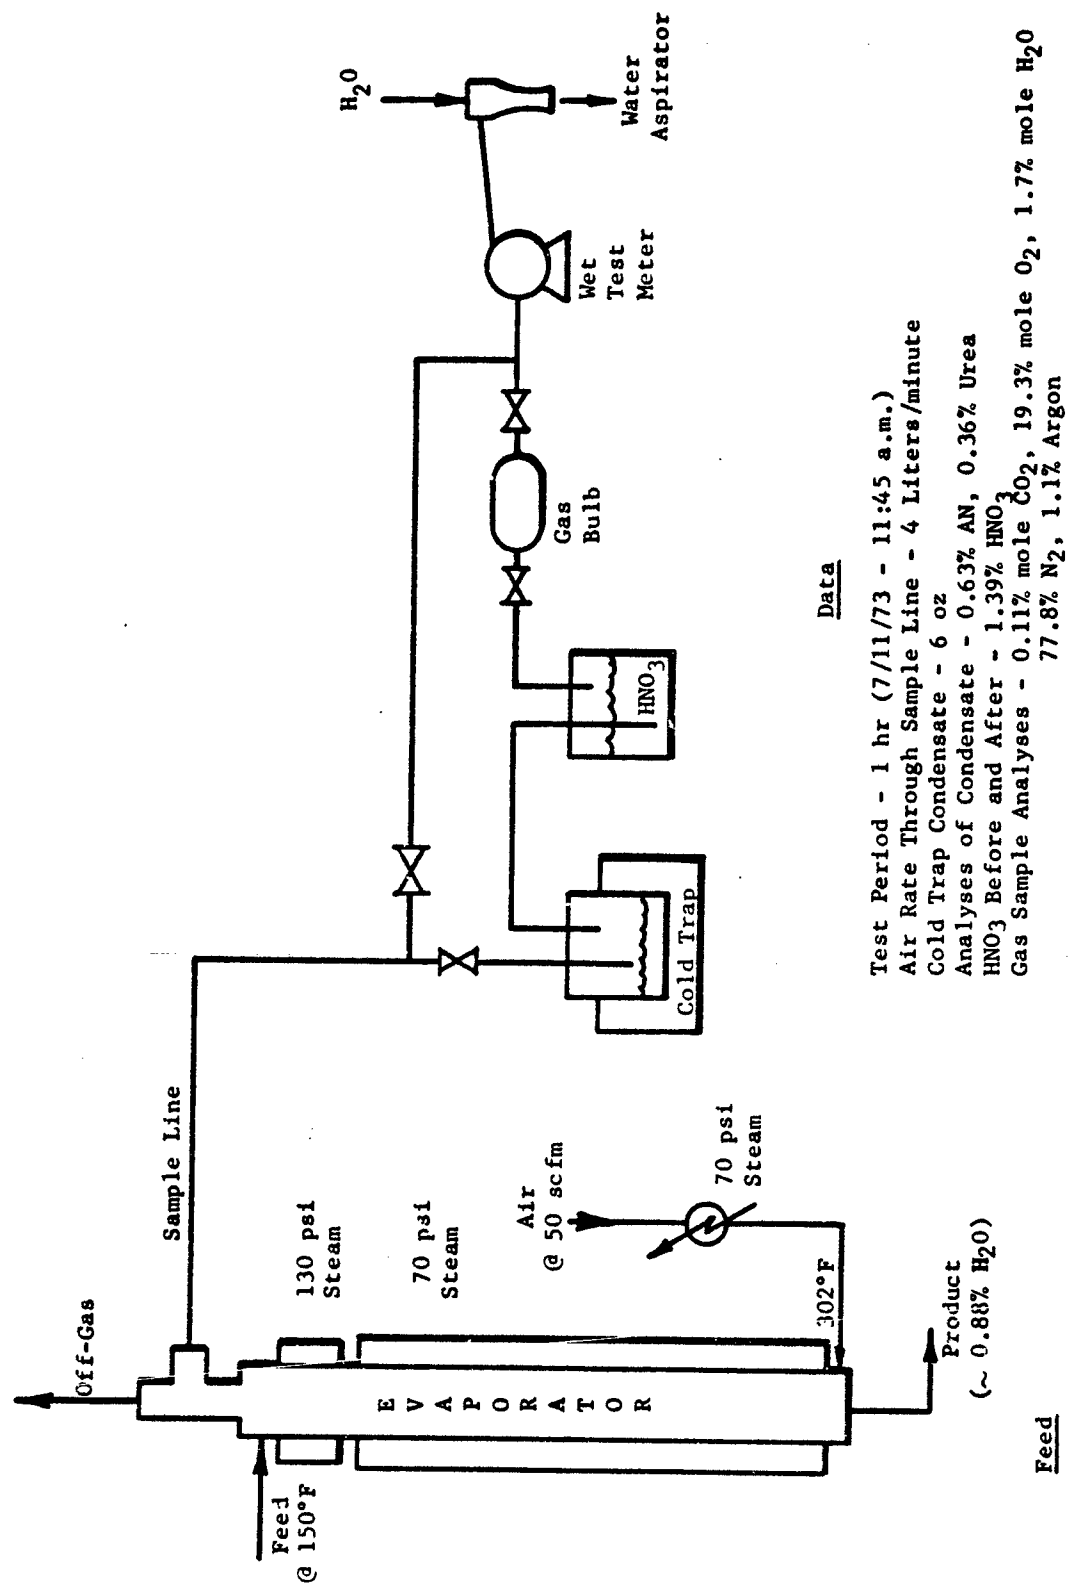 Off-Gas
Sample Line
H2O
Water
Aspirator
Wet
Test
Meter
Gas
Bulb
HNO3
Cold Trap
Feed
@ 150°F
130 psi
Steam
70 psi
Steam
EVAPORATOR
Air
@ 50 scfm
70 psi
Steam
302°F
Product
(~ 0.88% H2O)
Feed
Data
Test Period - 1 hr (7/11/73 - 11:45 a.m.)
Air Rate Through Sample Line - 4 Liters/minute
Cold Trap Condensate - 6 oz
Analyses of Condensate - 0.63% AN, 0.36% Urea
HNO3 Before and After - 1.39% HNO3
Gas Sample Analyses - 0.11% mole CO2, 19.3% mole O2, 1.7% mole H2O
77.8% N2, 1.1% Argon